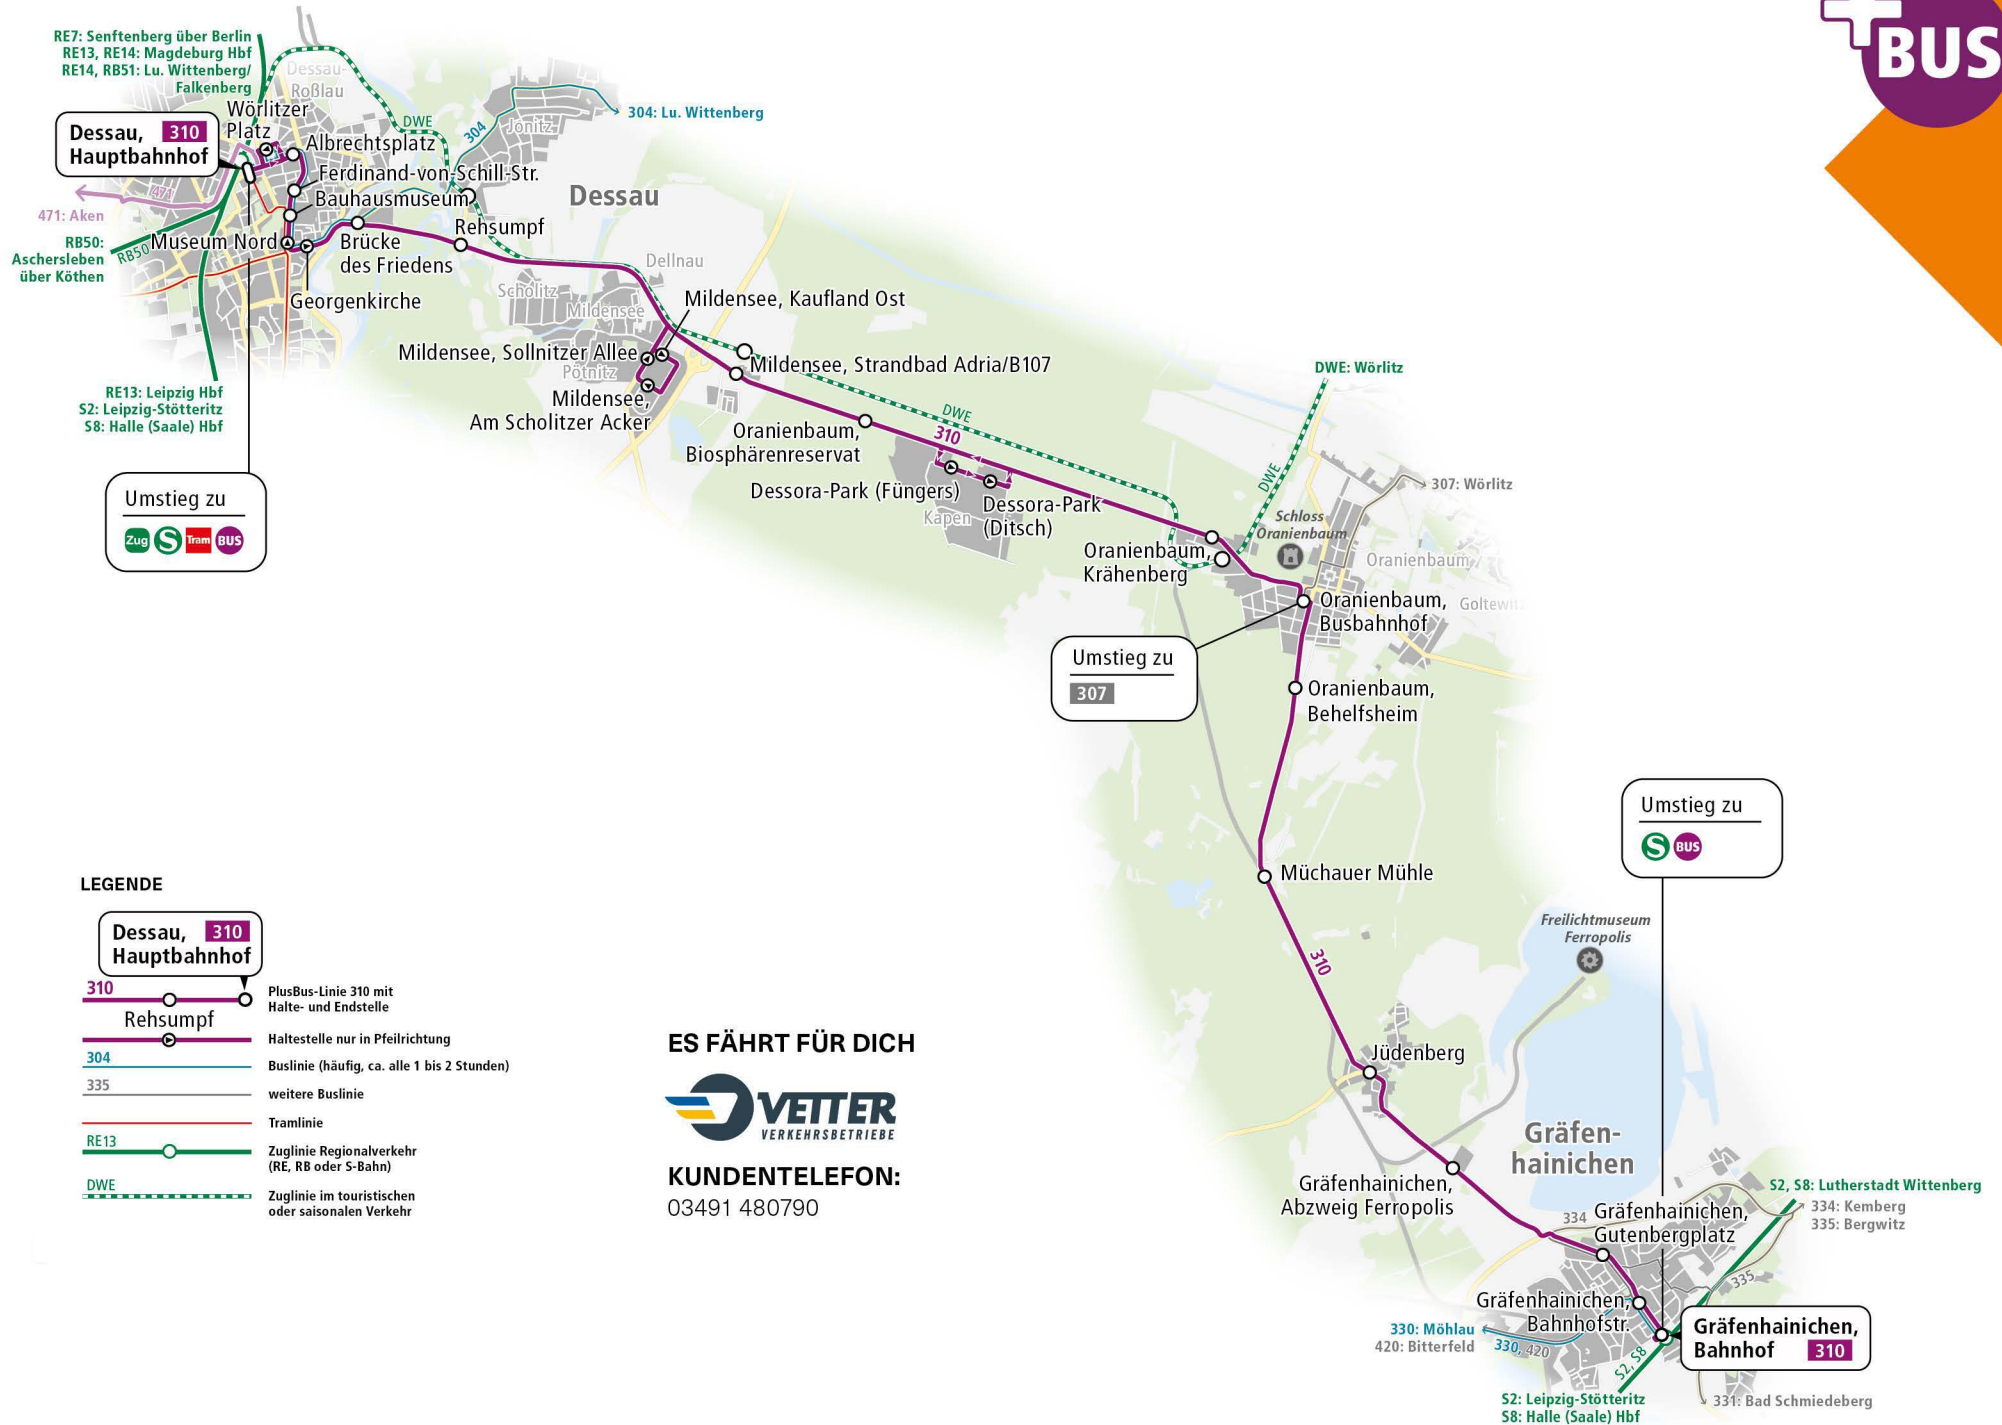 BUS
RE7: Senftenberg über Berlin
RE13, RE14: Magdeburg Hbf
RE14, RB51: Lu. Wittenberg/
Falkenberg
Dessau-
Roßlau
Wörlitzer
Platz
Dessau, 310
Hauptbahnhof
Albrechtsplatz
Ferdinand-von-Schill-Str.
Bauhausmuseum
Museum Nord
Georgenkirche
Brücke
des Friedens
Rehsumpf
DWE
304
Jonitz
304: Lu. Wittenberg
Dessau
471
471: Aken
RB50:
Aschersleben
über Köthen
RB50
RE13: Leipzig Hbf
S2: Leipzig-Stötteritz
S8: Halle (Saale) Hbf
Umstieg zu
Zug S Tram BUS
Dellnau
Scholitz
Mildensee
Pötnitz
Mildensee, Kaufland Ost
Mildensee, Sollnitzer Allee
Mildensee,
Am Scholitzer Acker
Mildensee, Strandbad Adria/B107
DWE
310
Oranienbaum,
Biosphärenreservat
Dessora-Park (Füngers)
Dessora-Park
(Ditsch)
Kapen
DWE: Wörlitz
DWE
307: Wörlitz
Schloss
Oranienbaum
Oranienbaum
Oranienbaum,
Krähenberg
Oranienbaum,
Busbahnhof
Goltewitz
Umstieg zu
307
Oranienbaum,
Behelfsheim
Müchauer Mühle
310
Umstieg zu
S BUS
Freilichtmuseum
Ferropolis
Jüdenberg
Gräfen-
hainichen
Gräfenhainichen,
Abzweig Ferropolis
334
Gräfenhainichen,
Gutenbergplatz
S2, S8: Lutherstadt Wittenberg
334: Kemberg
335: Bergwitz
335
Gräfenhainichen,
Bahnhofstr.
Gräfenhainichen,
Bahnhof 310
330: Möhlau
420: Bitterfeld
330, 420
S2, S8
S2: Leipzig-Stötteritz
S8: Halle (Saale) Hbf
331: Bad Schmiedeberg
LEGENDE
Dessau, 310
Hauptbahnhof
310
PlusBus-Linie 310 mit
Halte- und Endstelle
Rehsumpf
Haltestelle nur in Pfeilrichtung
304
Buslinie (häufig, ca. alle 1 bis 2 Stunden)
335
weitere Buslinie
Tramlinie
RE13
Zuglinie Regionalverkehr
(RE, RB oder S-Bahn)
DWE
Zuglinie im touristischen
oder saisonalen Verkehr
ES FÄHRT FÜR DICH
VETTER
VERKEHRSBETRIEBE
KUNDENTELEFON:
03491 480790